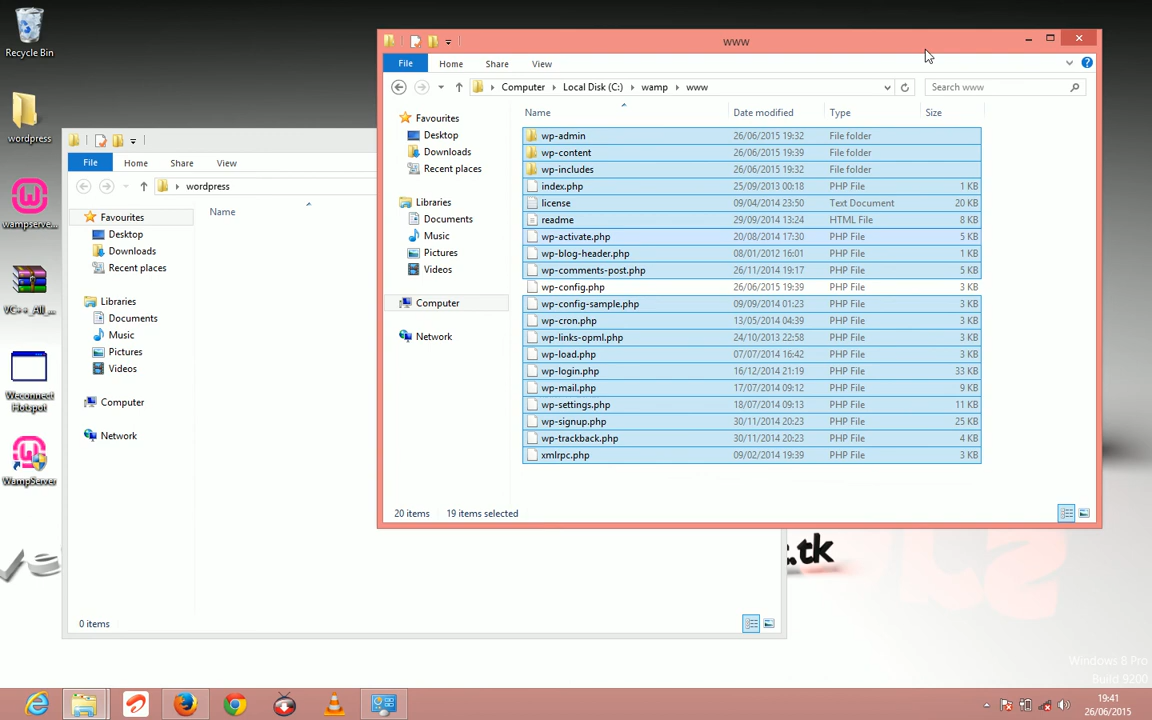 Recycle Bin
wordpress
wampserve...
VC++_All_...
Weconnect
Hotspot
WampServer
www
File
Home
Share
View
Computer
Local Disk (C:)
wamp
www
Search www
Favourites
Desktop
Downloads
Recent places
Libraries
Documents
Music
Pictures
Videos
Computer
Network
Name Date modified Type Size
wp-admin 26/06/2015 19:32 File folder
wp-content 26/06/2015 19:39 File folder
wp-includes 26/06/2015 19:32 File folder
index.php 25/09/2013 00:18 PHP File 1 KB
license 09/04/2014 23:50 Text Document 20 KB
readme 29/09/2014 13:24 HTML File 8 KB
wp-activate.php 20/08/2014 17:30 PHP File 5 KB
wp-blog-header.php 08/01/2012 16:01 PHP File 1 KB
wp-comments-post.php 26/11/2014 19:17 PHP File 5 KB
wp-config.php 26/06/2015 19:39 PHP File 3 KB
wp-config-sample.php 09/09/2014 01:23 PHP File 3 KB
wp-cron.php 13/05/2014 04:39 PHP File 3 KB
wp-links-opml.php 24/10/2013 22:58 PHP File 3 KB
wp-load.php 07/07/2014 16:42 PHP File 3 KB
wp-login.php 16/12/2014 21:19 PHP File 33 KB
wp-mail.php 17/07/2014 09:12 PHP File 9 KB
wp-settings.php 18/07/2014 09:13 PHP File 11 KB
wp-signup.php 30/11/2014 20:23 PHP File 25 KB
wp-trackback.php 30/11/2014 20:23 PHP File 4 KB
xmlrpc.php 09/02/2014 19:39 PHP File 3 KB
20 items 19 items selected
File
Home
Share
View
wordpress
Name
Favourites
Desktop
Downloads
Recent places
Libraries
Documents
Music
Pictures
Videos
Computer
Network
0 items
.tk
Windows 8 Pro
Build 9200
19:41
26/06/2015